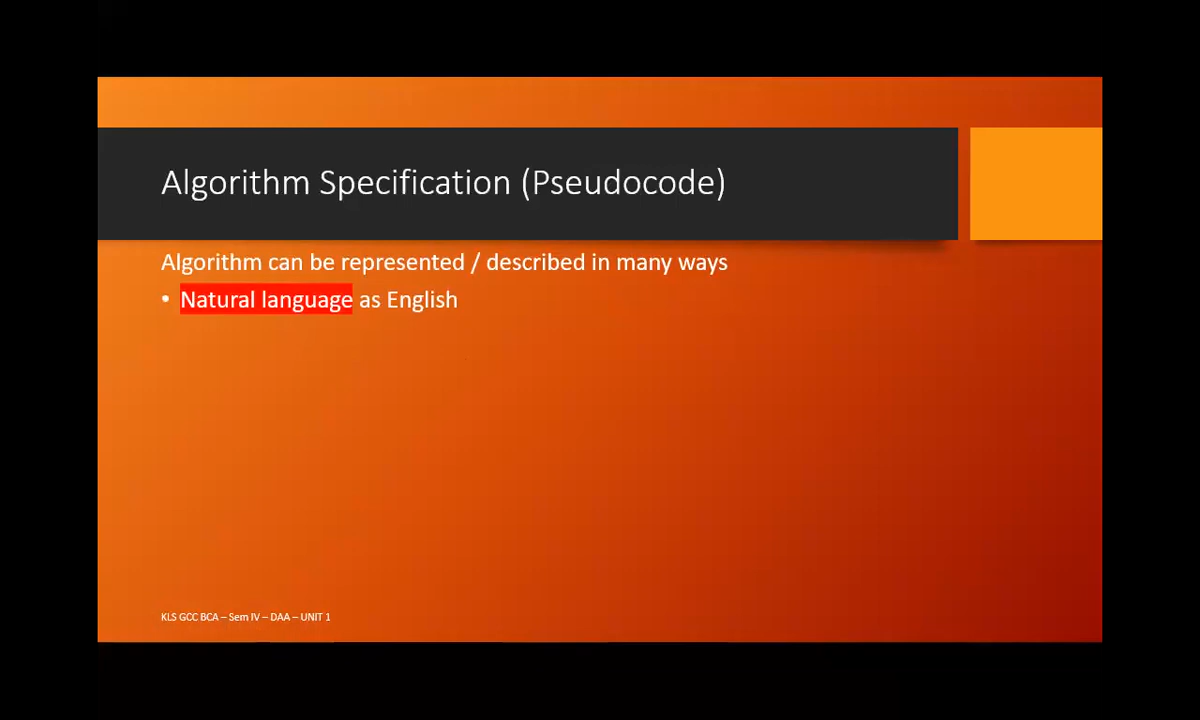 Algorithm Specification (Pseudocode)
Algorithm can be represented / described in many ways
• Natural language as English
KLS GCC BCA – Sem IV – DAA – UNIT 1